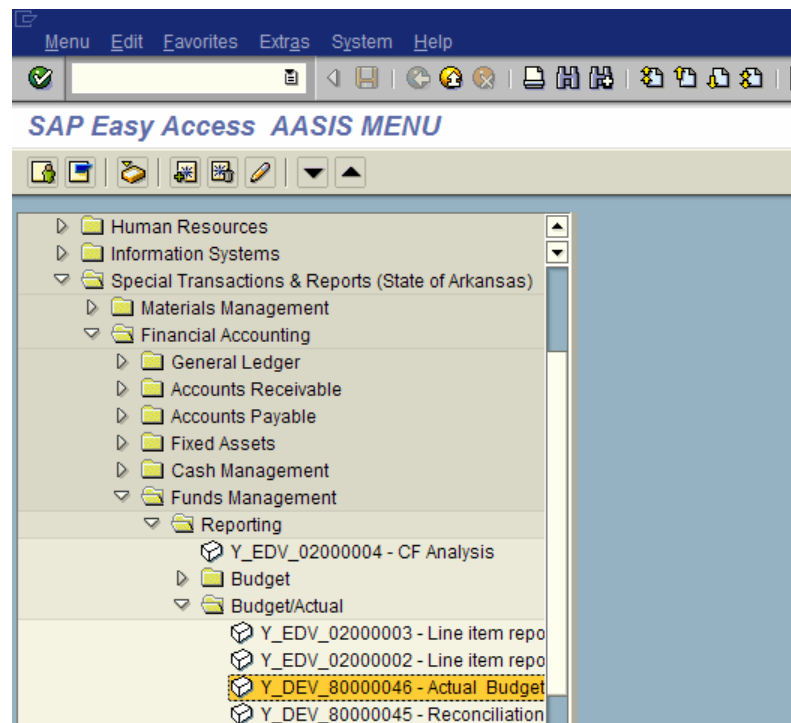 Menu Edit Favorites Extras System Help
SAP Easy Access AASIS MENU
Human Resources
Information Systems
Special Transactions & Reports (State of Arkansas)
Materials Management
Financial Accounting
General Ledger
Accounts Receivable
Accounts Payable
Fixed Assets
Cash Management
Funds Management
Reporting
Y_EDV_02000004 - CF Analysis
Budget
Budget/Actual
Y_EDV_02000003 - Line item repo
Y_EDV_02000002 - Line item repo
Y_DEV_80000046 - Actual Budget
Y_DEV_80000045 - Reconciliation